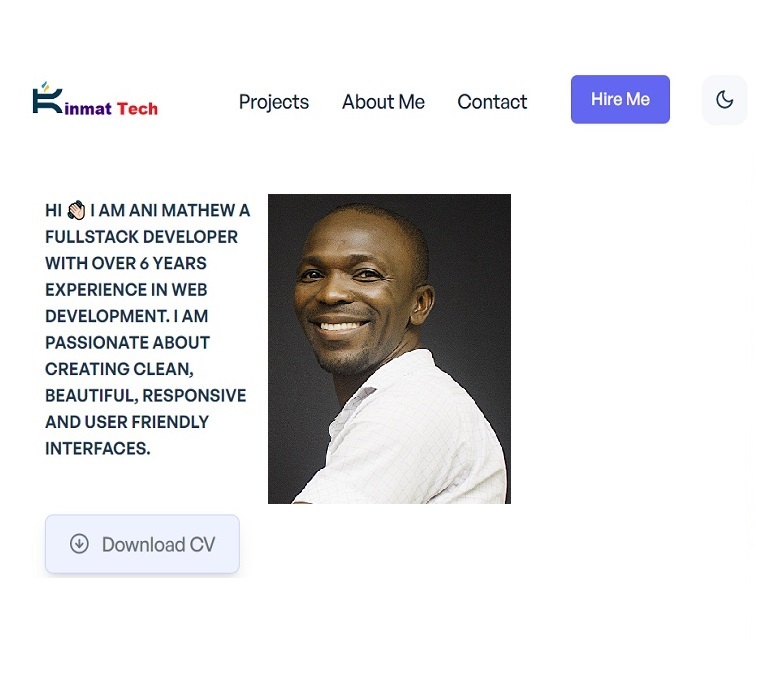 Kinmat Tech
Projects About Me Contact Hire Me
HI 👋🏻 I AM ANI MATHEW A
FULLSTACK DEVELOPER
WITH OVER 6 YEARS
EXPERIENCE IN WEB
DEVELOPMENT. I AM
PASSIONATE ABOUT
CREATING CLEAN,
BEAUTIFUL, RESPONSIVE
AND USER FRIENDLY
INTERFACES.
Download CV